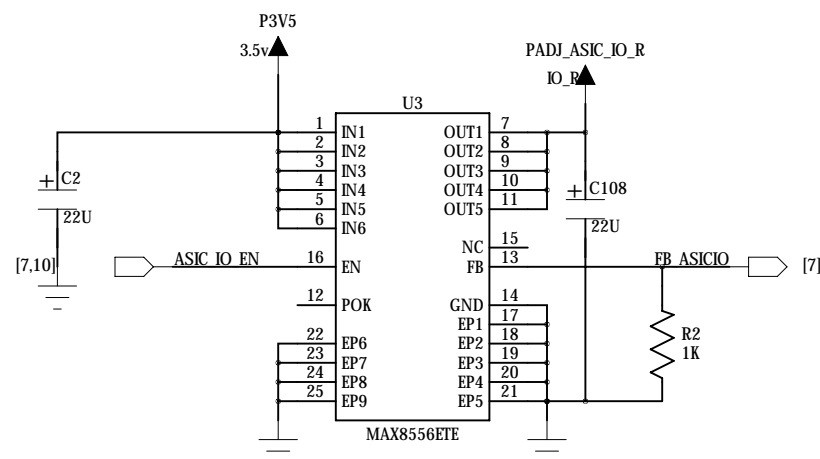 P3V5
3.5v
PADJ_ASIC_IO_R
IO_R
U3
1 IN1 OUT1 7
2 IN2 OUT2 8
3 IN3 OUT3 9
4 IN4 OUT4 10
5 IN5 OUT5 11
6 IN6
+ C2
22U
+ C108
22U
NC 15
[7,10] ASIC_IO_EN 16 EN FB 13 FB_ASICIO [7]
12 POK GND 14
EP1 17
22 EP6 EP2 18
23 EP7 EP3 19
24 EP8 EP4 20
25 EP9 EP5 21
R2
1K
MAX8556ETE